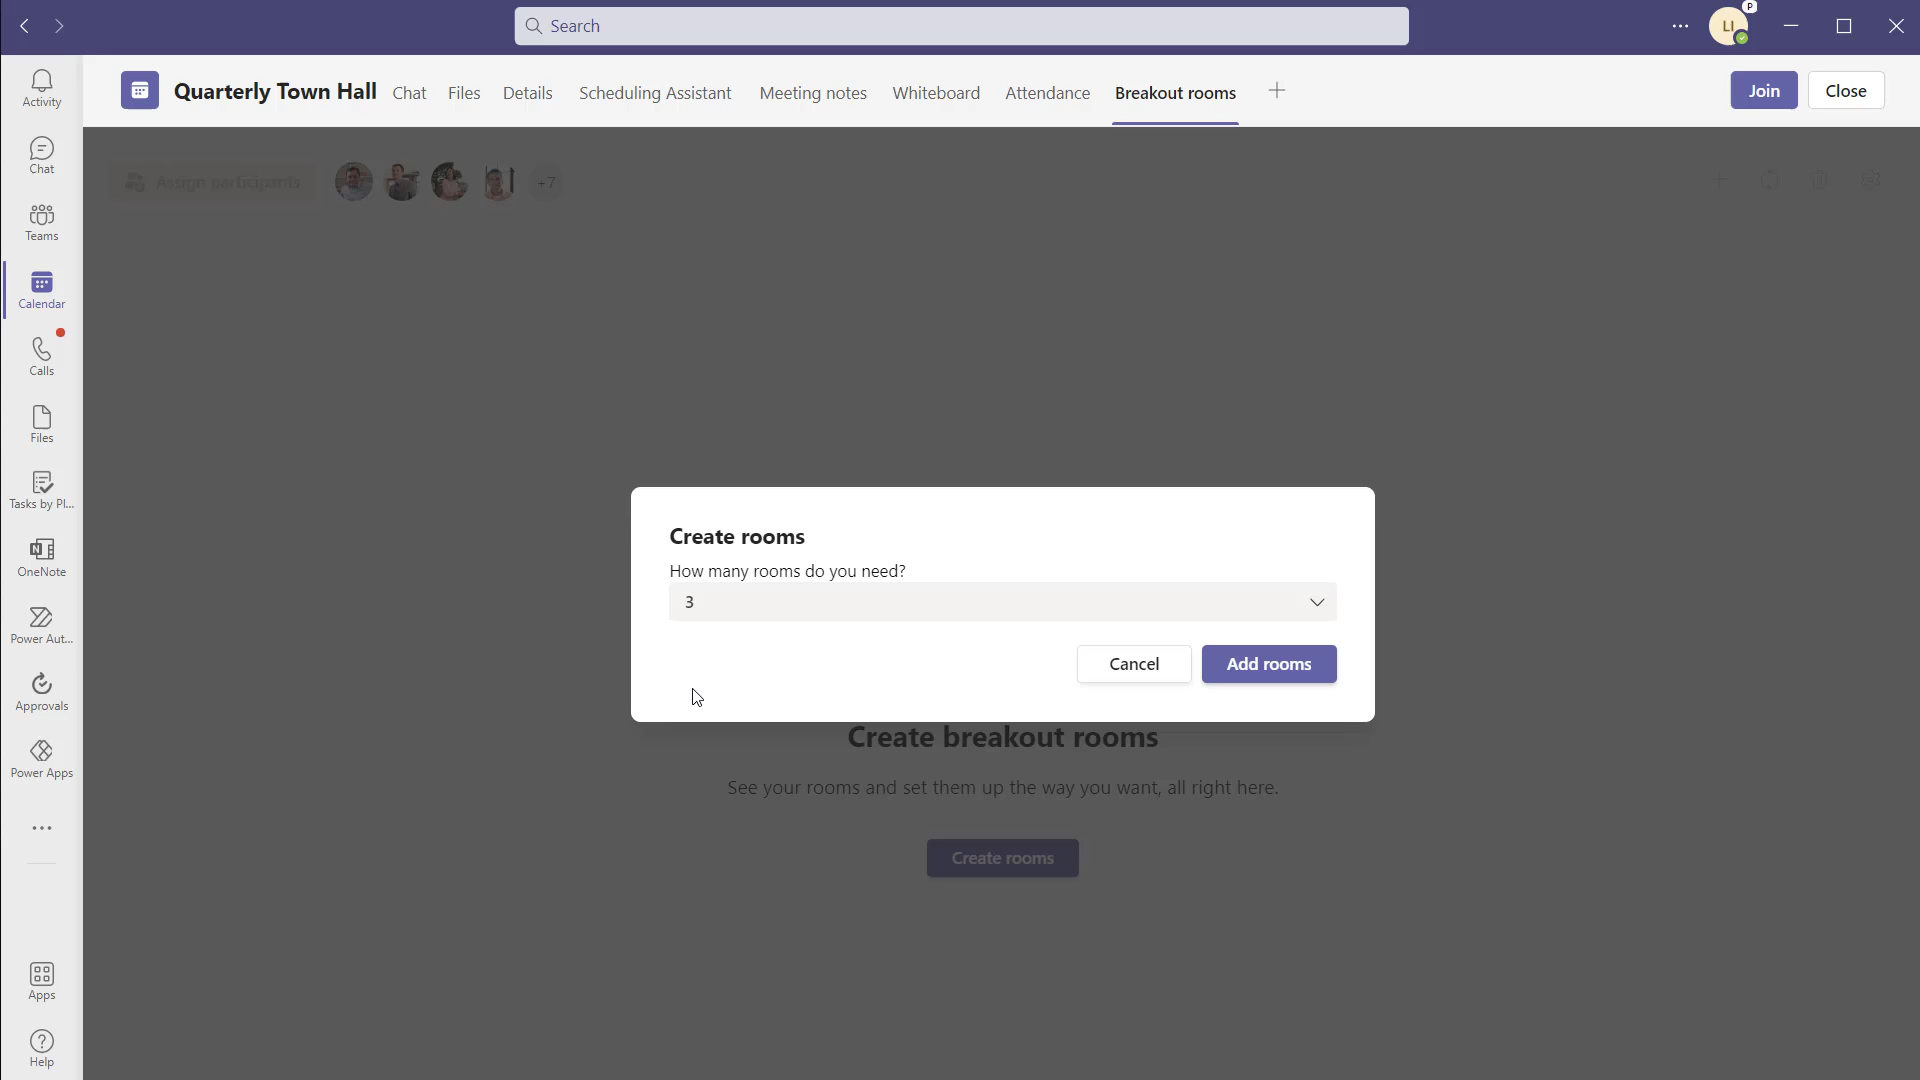 Search
LI
P
Activity
Chat
Teams
Calendar
Calls
Files
Tasks by Pl...
OneNote
Power Aut...
Approvals
Power Apps
Apps
Help
Quarterly Town Hall
Chat
Files
Details
Scheduling Assistant
Meeting notes
Whiteboard
Attendance
Breakout rooms
Join
Close
Assign participants
+7
Create rooms
How many rooms do you need?
3
Cancel
Add rooms
Create breakout rooms
See your rooms and set them up the way you want, all right here.
Create rooms